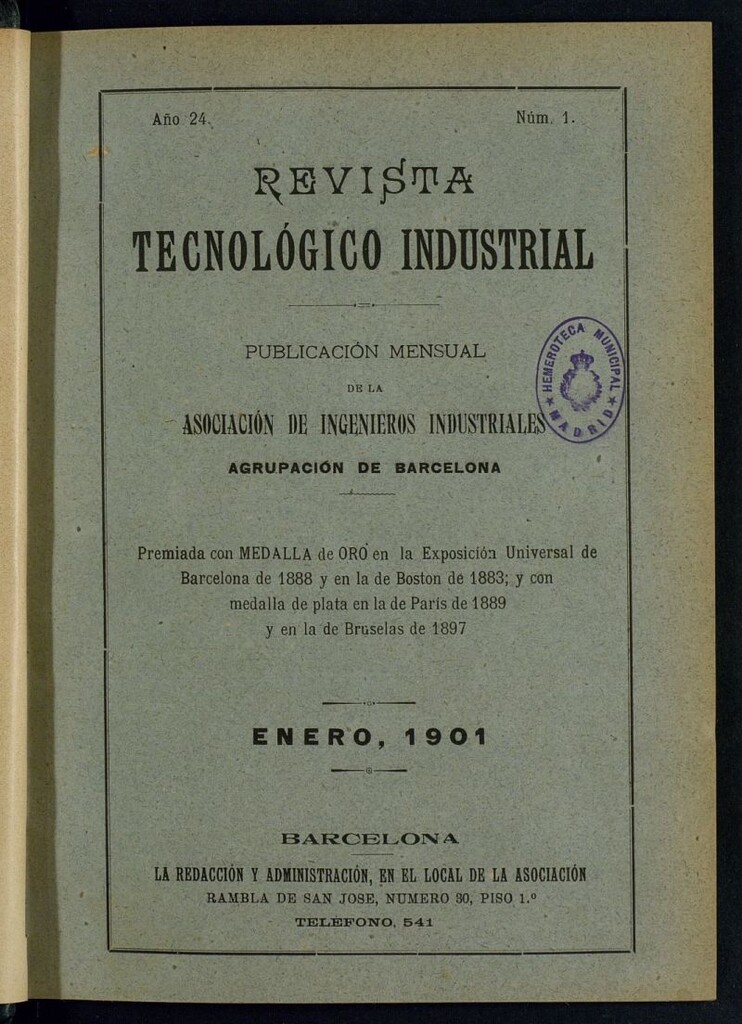 Año 24.
Núm. 1.
REVISTA
TECNOLÓGICO INDUSTRIAL
PUBLICACIÓN MENSUAL
DE LA
ASOCIACIÓN DE INGENIEROS INDUSTRIALES
AGRUPACIÓN DE BARCELONA
HEMEROTECA MUNICIPAL
MADRID
Premiada con MEDALLA de ORO en la Exposición Universal de
Barcelona de 1888 y en la de Boston de 1883; y con
medalla de plata en la de París de 1889
y en la de Bruselas de 1897
ENERO, 1901
BARCELONA
LA REDACCIÓN Y ADMINISTRACIÓN, EN EL LOCAL DE LA ASOCIACIÓN
RAMBLA DE SAN JOSE, NUMERO 30, PISO 1.º
TELÉFONO, 541